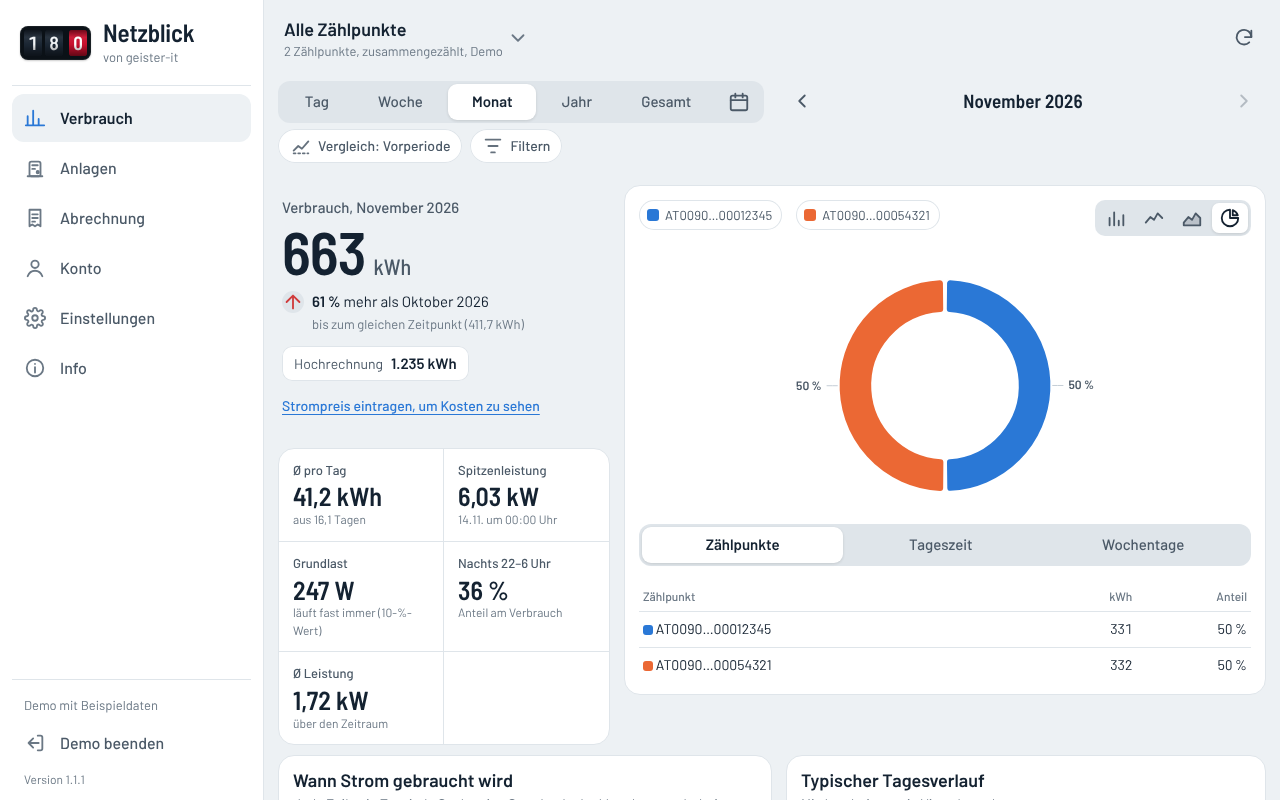 180
Netzblick
von geister-it
Verbrauch
Anlagen
Abrechnung
Konto
Einstellungen
Info
Demo mit Beispieldaten
Demo beenden
Version 1.1.1
Alle Zählpunkte
2 Zählpunkte, zusammengezählt, Demo
Tag Woche Monat Jahr Gesamt
November 2026
Vergleich: Vorperiode Filtern
Verbrauch, November 2026
663 kWh
61 % mehr als Oktober 2026
bis zum gleichen Zeitpunkt (411,7 kWh)
Hochrechnung 1.235 kWh
Strompreis eintragen, um Kosten zu sehen
Ø pro Tag
41,2 kWh
aus 16,1 Tagen
Spitzenleistung
6,03 kW
14.11. um 00:00 Uhr
Grundlast
247 W
läuft fast immer (10-%-
Wert)
Nachts 22–6 Uhr
36 %
Anteil am Verbrauch
Ø Leistung
1,72 kW
über den Zeitraum
AT0090…00012345 AT0090…00054321
50 % 50 %
Zählpunkte Tageszeit Wochentage
Zählpunkt kWh Anteil
AT0090…00012345 331 50 %
AT0090…00054321 332 50 %
Wann Strom gebraucht wird
Typischer Tagesverlauf